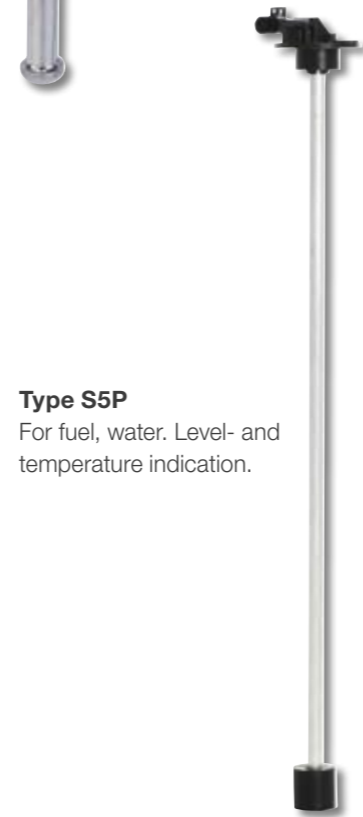 Type S5P
For fuel, water. Level- and
temperature indication.